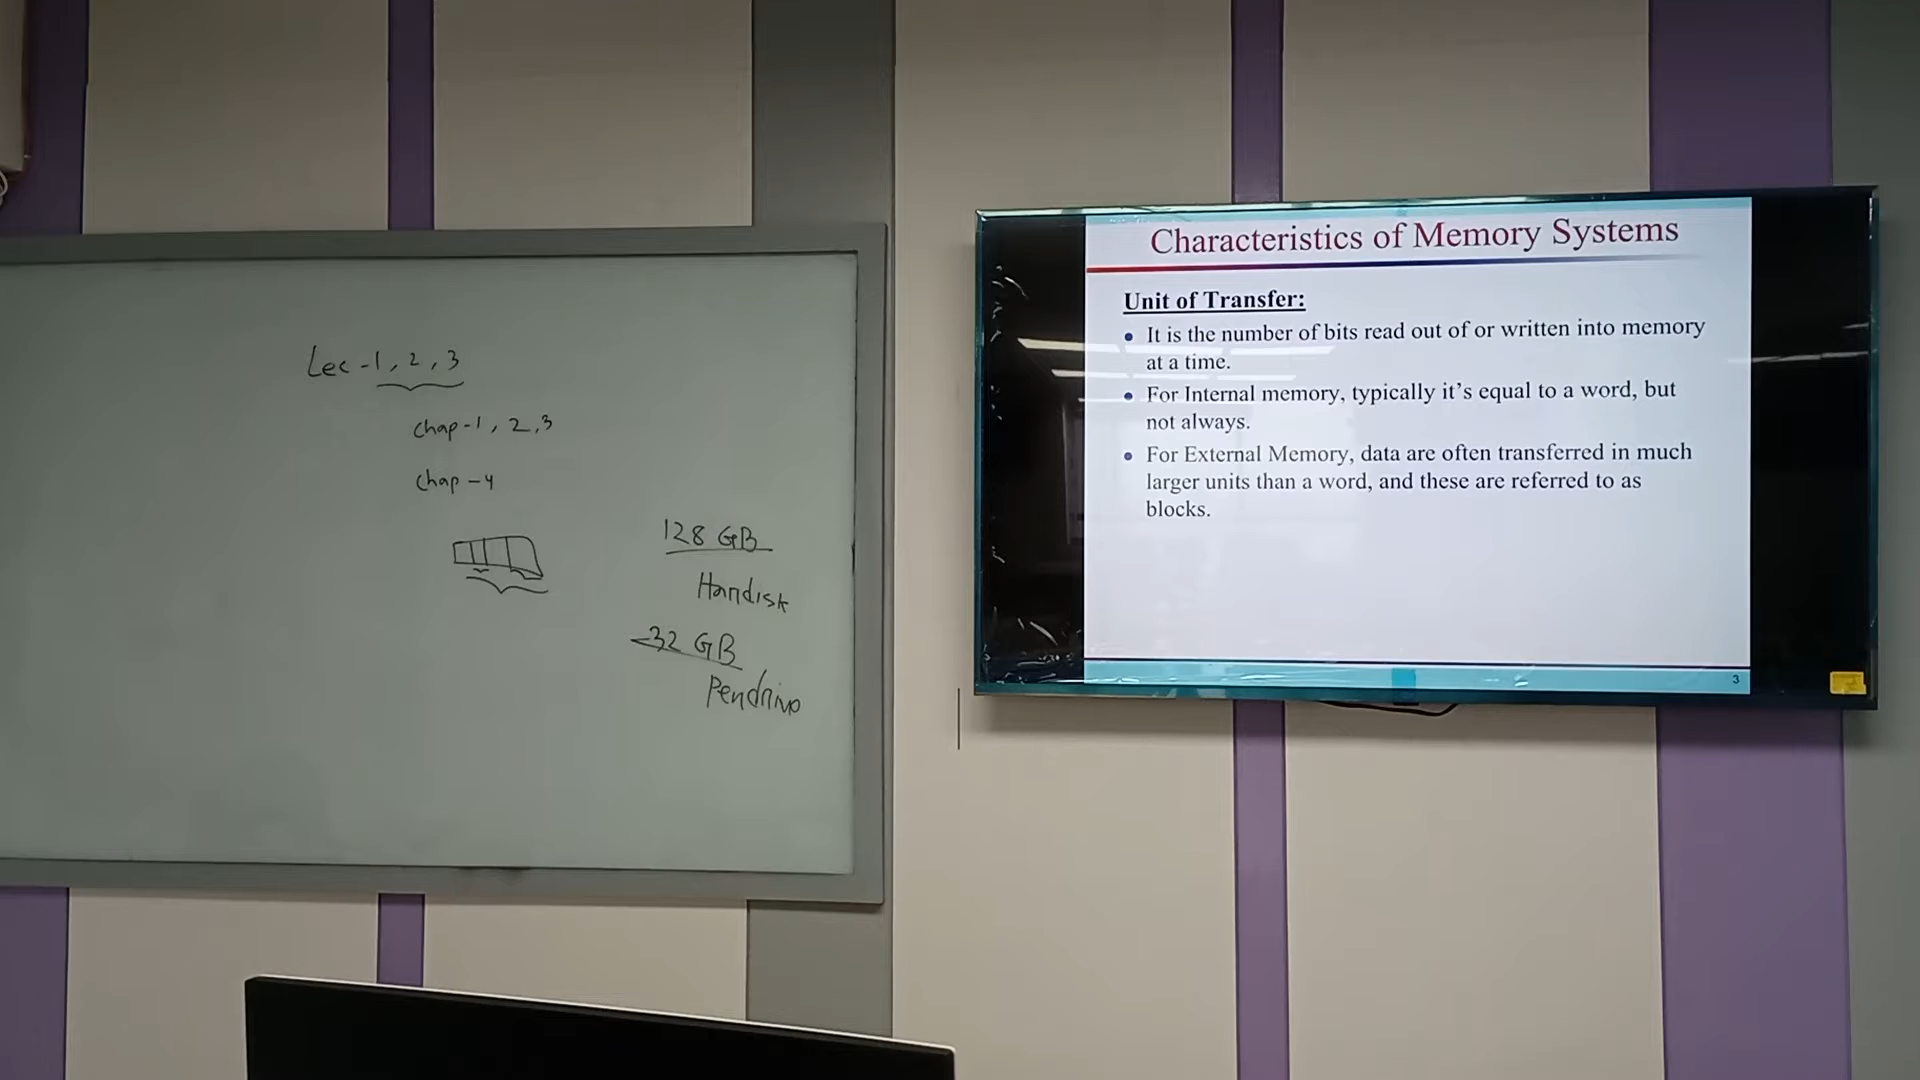 Lec-1, 2, 3
chap-1, 2, 3
chap-4
128 GB
Handisk
32 GB
Pendrive
Characteristics of Memory Systems
Unit of Transfer:
• It is the number of bits read out of or written into memory
at a time.
• For Internal memory, typically it's equal to a word, but
not always.
• For External Memory, data are often transferred in much
larger units than a word, and these are referred to as
blocks.
3